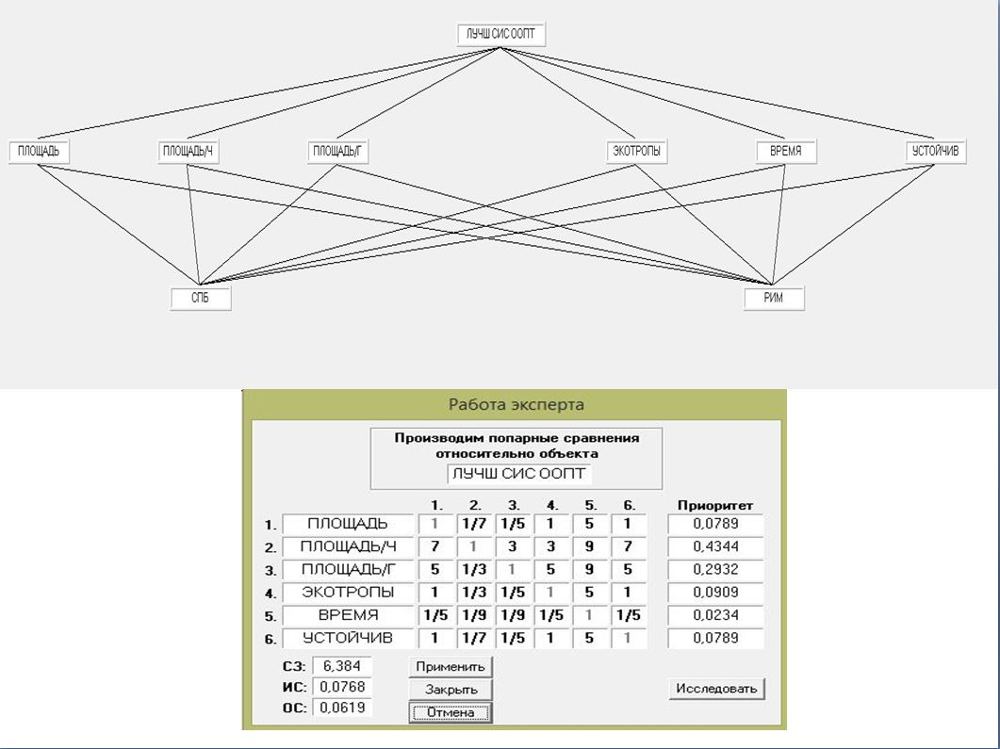 ЛУЧШ СИС ООПТ
ПЛОЩАДЬ ПЛОЩАДЬ/Ч ПЛОЩАДЬ/Г ЭКОТРОПЫ ВРЕМЯ УСТОЙЧИВ
СПБ РИМ
Работа эксперта
Производим попарные сравнения
относительно объекта
ЛУЧШ СИС ООПТ
1. 2. 3. 4. 5. 6. Приоритет
1. ПЛОЩАДЬ 1 1/7 1/5 1 5 1 0,0789
2. ПЛОЩАДЬ/Ч 7 1 3 3 9 7 0,4344
3. ПЛОЩАДЬ/Г 5 1/3 1 5 9 5 0,2932
4. ЭКОТРОПЫ 1 1/3 1/5 1 5 1 0,0909
5. ВРЕМЯ 1/5 1/9 1/9 1/5 1 1/5 0,0234
6. УСТОЙЧИВ 1 1/7 1/5 1 5 1 0,0789
СЗ: 6,384 Применить
ИС: 0,0768 Закрыть Исследовать
ОС: 0,0619 Отмена